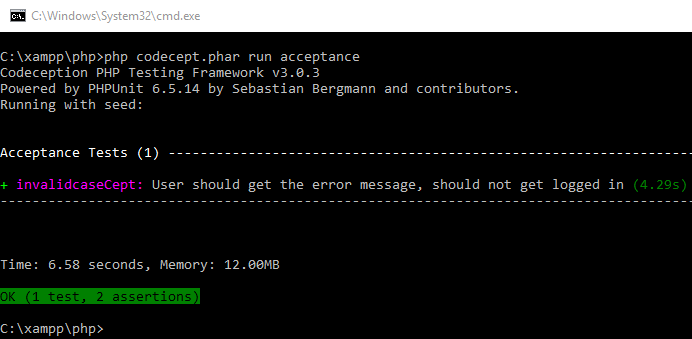 C:\Windows\System32\cmd.exe
C:\xampp\php>php codecept.phar run acceptance
Codeception PHP Testing Framework v3.0.3
Powered by PHPUnit 6.5.14 by Sebastian Bergmann and contributors.
Running with seed:
Acceptance Tests (1) ------------------------------------------------------------------
+ invalidcaseCept: User should get the error message, should not get logged in (4.29s)
---------------------------------------------------------------------------------------
Time: 6.58 seconds, Memory: 12.00MB
OK (1 test, 2 assertions)
C:\xampp\php>